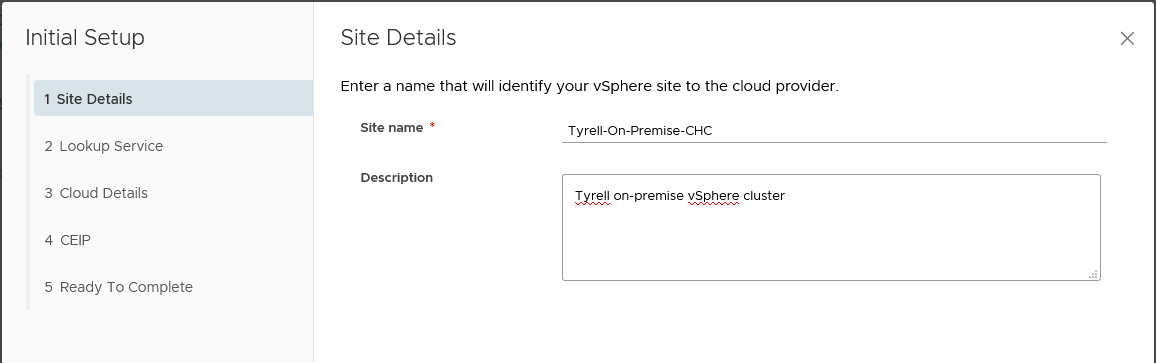 Initial Setup
1 Site Details
2 Lookup Service
3 Cloud Details
4 CEIP
5 Ready To Complete
Site Details
Enter a name that will identify your vSphere site to the cloud provider.
Site name *
Tyrell-On-Premise-CHC
Description
Tyrell on-premise vSphere cluster